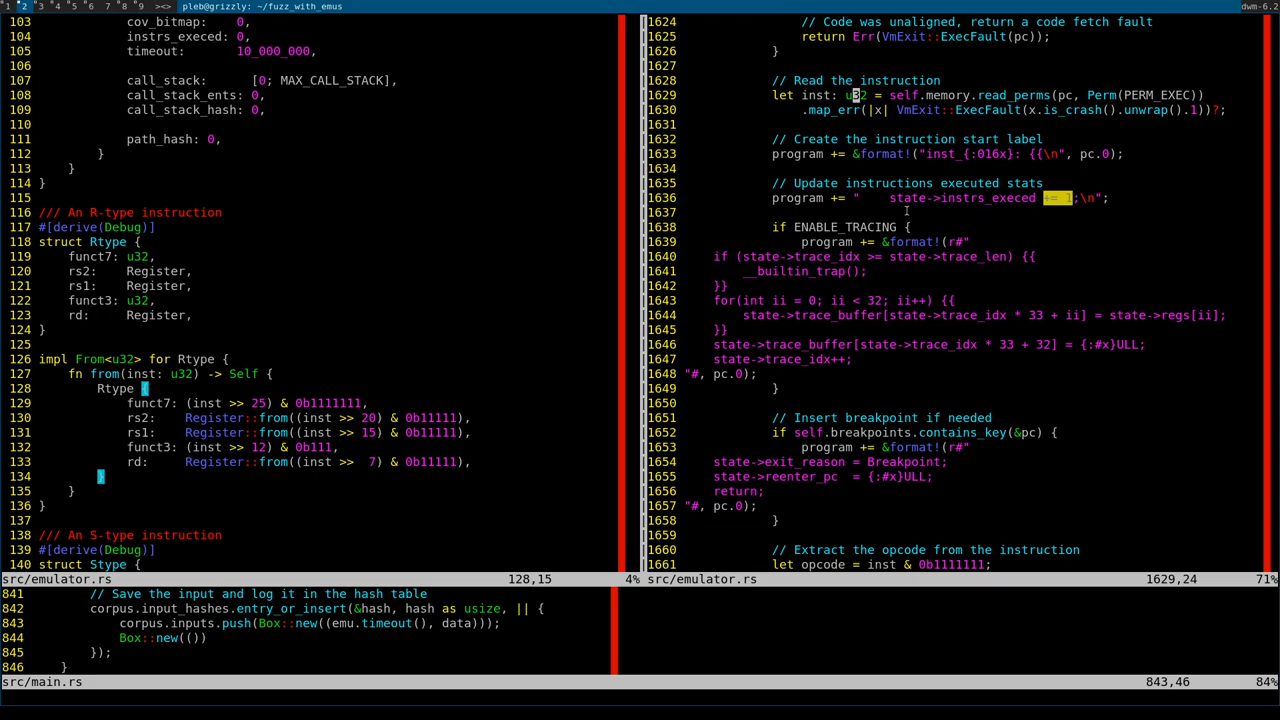 1 2 3 4 5 6 7 8 9 ><> pleb@grizzly: ~/fuzz_with_emus dwm-6.2
103             cov_bitmap:    0,
104             instrs_execed: 0,
105             timeout:       10_000_000,
106
107             call_stack:      [0; MAX_CALL_STACK],
108             call_stack_ents: 0,
109             call_stack_hash: 0,
110
111             path_hash: 0,
112         }
113     }
114 }
115
116 /// An R-type instruction
117 #[derive(Debug)]
118 struct Rtype {
119     funct7: u32,
120     rs2:    Register,
121     rs1:    Register,
122     funct3: u32,
123     rd:     Register,
124 }
125
126 impl From<u32> for Rtype {
127     fn from(inst: u32) -> Self {
128         Rtype {
129             funct7: (inst >> 25) & 0b1111111,
130             rs2:    Register::from((inst >> 20) & 0b11111),
131             rs1:    Register::from((inst >> 15) & 0b11111),
132             funct3: (inst >> 12) & 0b111,
133             rd:     Register::from((inst >>  7) & 0b11111),
134         }
135     }
136 }
137
138 /// An S-type instruction
139 #[derive(Debug)]
140 struct Stype {
src/emulator.rs 128,15 4%
1624                 // Code was unaligned, return a code fetch fault
1625                 return Err(VmExit::ExecFault(pc));
1626             }
1627
1628             // Read the instruction
1629             let inst: u32 = self.memory.read_perms(pc, Perm(PERM_EXEC))
1630                 .map_err(|x| VmExit::ExecFault(x.is_crash().unwrap().1))?;
1631
1632             // Create the instruction start label
1633             program += &format!("inst_{:016x}: {{\n", pc.0);
1634
1635             // Update instructions executed stats
1636             program += "    state->instrs_execed += 1;\n";
1637
1638             if ENABLE_TRACING {
1639                 program += &format!(r#"
1640     if (state->trace_idx >= state->trace_len) {{
1641         __builtin_trap();
1642     }}
1643     for(int ii = 0; ii < 32; ii++) {{
1644         state->trace_buffer[state->trace_idx * 33 + ii] = state->regs[ii];
1645     }}
1646     state->trace_buffer[state->trace_idx * 33 + 32] = {:#x}ULL;
1647     state->trace_idx++;
1648 "#, pc.0);
1649             }
1650
1651             // Insert breakpoint if needed
1652             if self.breakpoints.contains_key(&pc) {
1653                 program += &format!(r#"
1654     state->exit_reason = Breakpoint;
1655     state->reenter_pc  = {:#x}ULL;
1656     return;
1657 "#, pc.0);
1658             }
1659
1660             // Extract the opcode from the instruction
1661             let opcode = inst & 0b1111111;
src/emulator.rs 1629,24 71%
841         // Save the input and log it in the hash table
842         corpus.input_hashes.entry_or_insert(&hash, hash as usize, || {
843             corpus.inputs.push(Box::new((emu.timeout(), data)));
844             Box::new(())
845         });
846     }
src/main.rs 843,46 84%